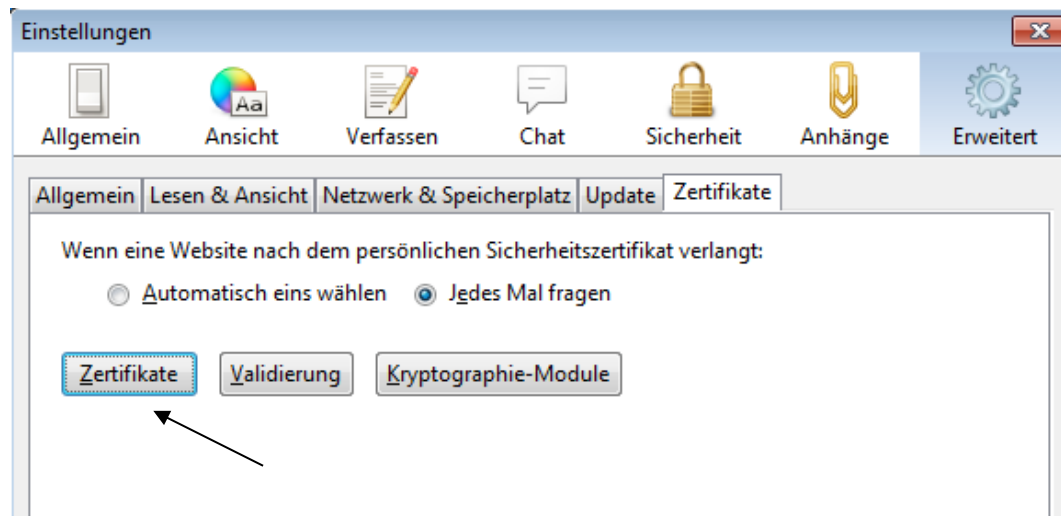 Einstellungen
Allgemein Ansicht Verfassen Chat Sicherheit Anhänge Erweitert
Aa
Allgemein Lesen & Ansicht Netzwerk & Speicherplatz Update Zertifikate
Wenn eine Website nach dem persönlichen Sicherheitszertifikat verlangt:
Automatisch eins wählen Jedes Mal fragen
Zertifikate Validierung Kryptographie-Module